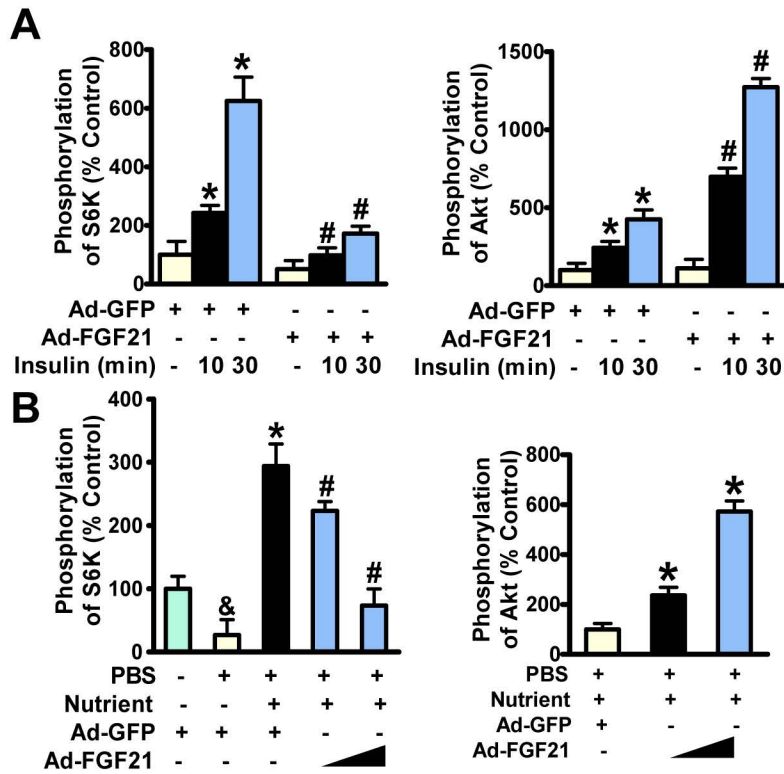 A
Phosphorylation
of S6K (% Control)
800
600
400
200
0
*
*
#
#
Ad-GFP + + + - - -
Ad-FGF21 - - - + + +
Insulin (min) - 10 30 - 10 30
Phosphorylation
of Akt (% Control)
1500
1000
500
0
*
*
#
#
Ad-GFP + + + - - -
Ad-FGF21 - - - + + +
Insulin (min) - 10 30 - 10 30
B
Phosphorylation
of S6K (% Control)
400
300
200
100
0
&
*
#
#
PBS - + + + +
Nutrient - - + + +
Ad-GFP + + + - -
Ad-FGF21 - - -
Phosphorylation
of Akt (% Control)
800
600
400
200
0
*
*
PBS + + +
Nutrient + + +
Ad-GFP + - -
Ad-FGF21 -